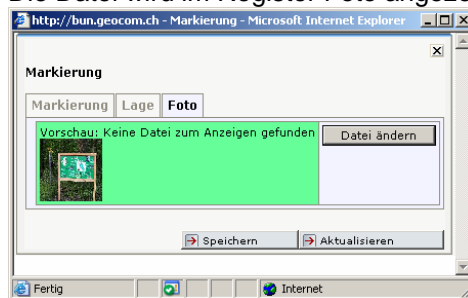 Die Datei wird im Register Foto angeze
http://bun.geocom.ch - Markierung - Microsoft Internet Explorer
Markierung
Markierung Lage Foto
Vorschau: Keine Datei zum Anzeigen gefunden
Datei ändern
Speichern
Aktualisieren
Fertig
Internet